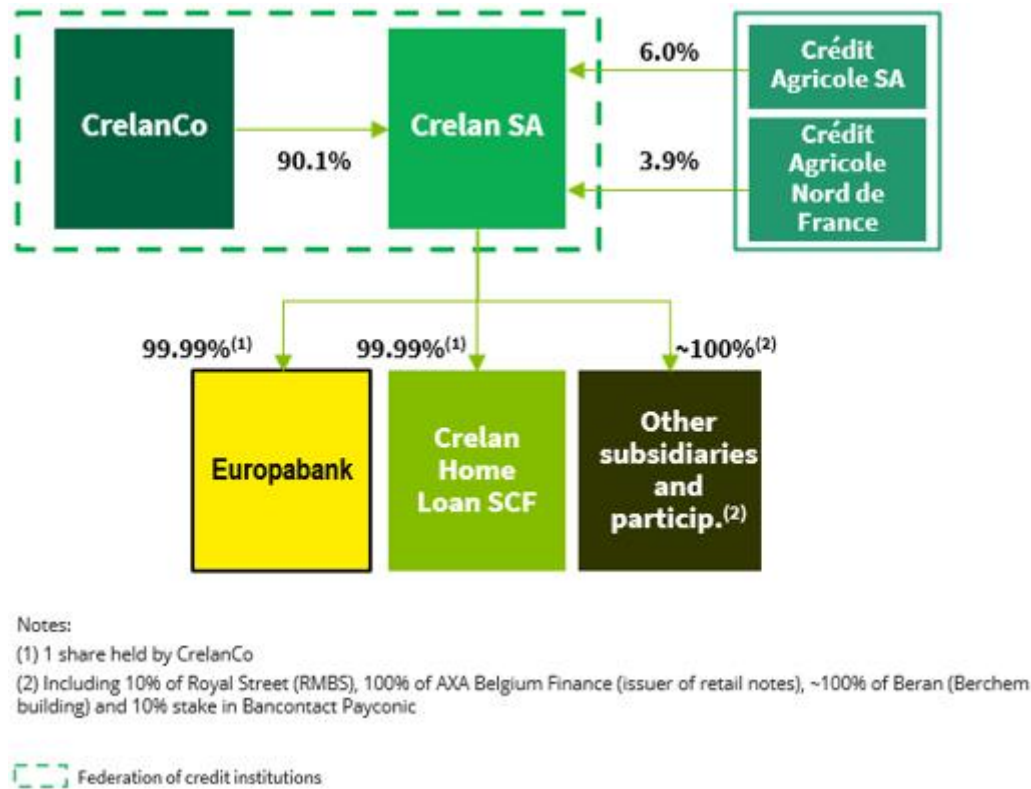 CrelanCo
90.1%
Crelan SA
6.0%
3.9%
Crédit
Agricole SA
Crédit
Agricole
Nord de
France
99.99%(1)
99.99%(1)
~100%(2)
Europabank
Crelan
Home
Loan SCF
Other
subsidiaries
and
particip.(2)
Notes:
(1) 1 share held by CrelanCo
(2) Including 10% of Royal Street (RMBS), 100% of AXA Belgium Finance (issuer of retail notes), ~100% of Beran (Berchem
building) and 10% stake in Bancontact Payconic
Federation of credit institutions